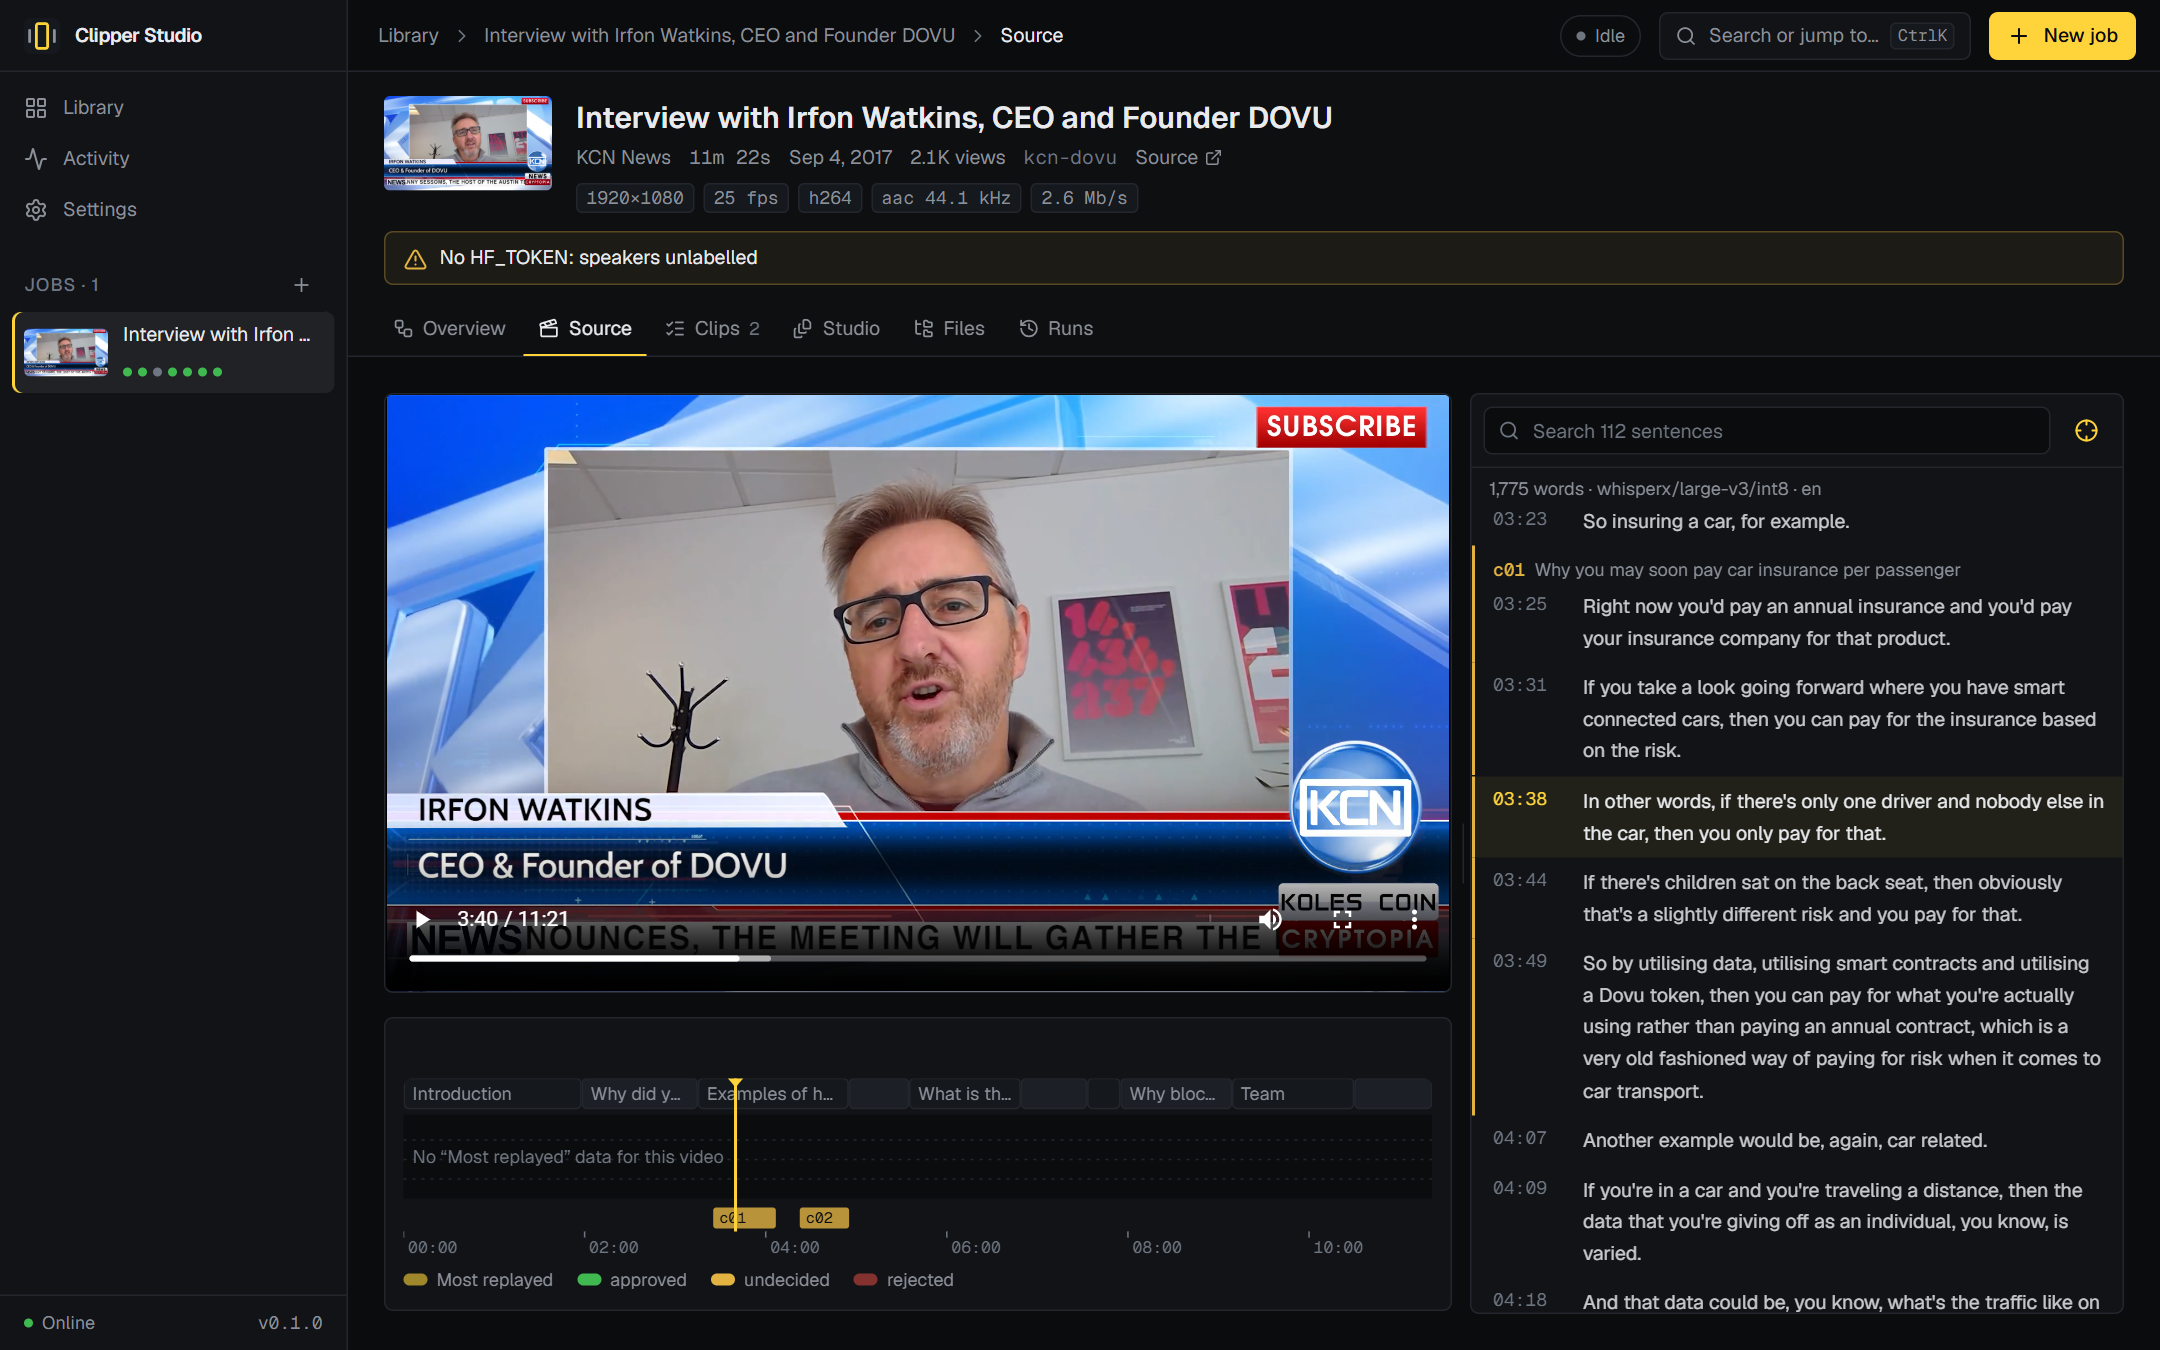 Clipper Studio
Library
Activity
Settings
JOBS · 1
Interview with Irfon ...
Online
v0.1.0
Library > Interview with Irfon Watkins, CEO and Founder DOVU > Source
Idle
Search or jump to...
CtrlK
New job
Interview with Irfon Watkins, CEO and Founder DOVU
KCN News 11m 22s Sep 4, 2017 2.1K views kcn-dovu Source
1920×1080 25 fps h264 aac 44.1 kHz 2.6 Mb/s
No HF_TOKEN: speakers unlabelled
Overview Source Clips 2 Studio Files Runs
SUBSCRIBE
14,
434,
237
IRFON WATKINS
KCN
CEO & Founder of DOVU
KOLES COIN
3:40 / 11:21
NEWS NOUNCES, THE MEETING WILL GATHER THE
CRYPTOPIA
Introduction
Why did y...
Examples of h...
What is th...
Why bloc...
Team
No “Most replayed” data for this video
c01
c02
00:00 02:00 04:00 06:00 08:00 10:00
Most replayed approved undecided rejected
Search 112 sentences
1,775 words · whisperx/large-v3/int8 · en
03:23 So insuring a car, for example.
c01 Why you may soon pay car insurance per passenger
03:25 Right now you'd pay an annual insurance and you'd pay
your insurance company for that product.
03:31 If you take a look going forward where you have smart
connected cars, then you can pay for the insurance based
on the risk.
03:38 In other words, if there's only one driver and nobody else in
the car, then you only pay for that.
03:44 If there's children sat on the back seat, then obviously
that's a slightly different risk and you pay for that.
03:49 So by utilising data, utilising smart contracts and utilising
a Dovu token, then you can pay for what you're actually
using rather than paying an annual contract, which is a
very old fashioned way of paying for risk when it comes to
car transport.
04:07 Another example would be, again, car related.
04:09 If you're in a car and you're traveling a distance, then the
data that you're giving off as an individual, you know, is
varied.
04:18 And that data could be, you know, what's the traffic like on